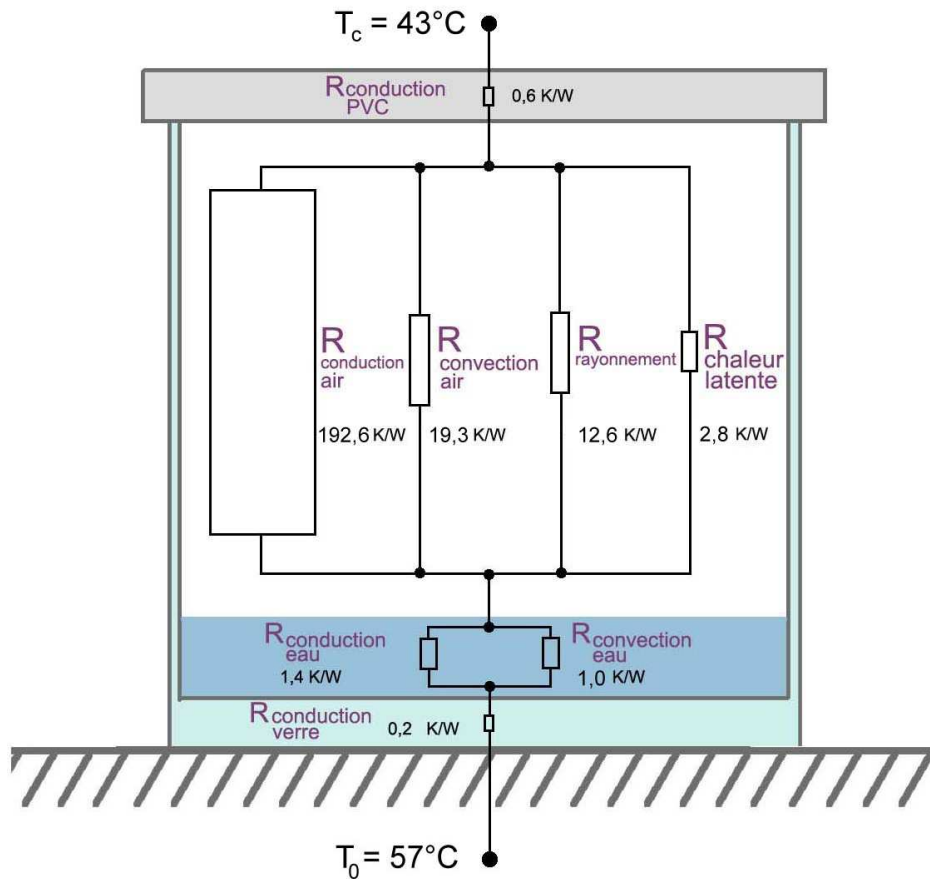 Tc = 43°C
Rconduction
PVC
0,6 K/W
R
conduction
air
192,6 K/W
R
convection
air
19,3 K/W
R
rayonnement
12,6 K/W
R
chaleur
latente
2,8 K/W
Rconduction
eau
1,4 K/W
Rconvection
eau
1,0 K/W
Rconduction
verre
0,2 K/W
T0 = 57°C